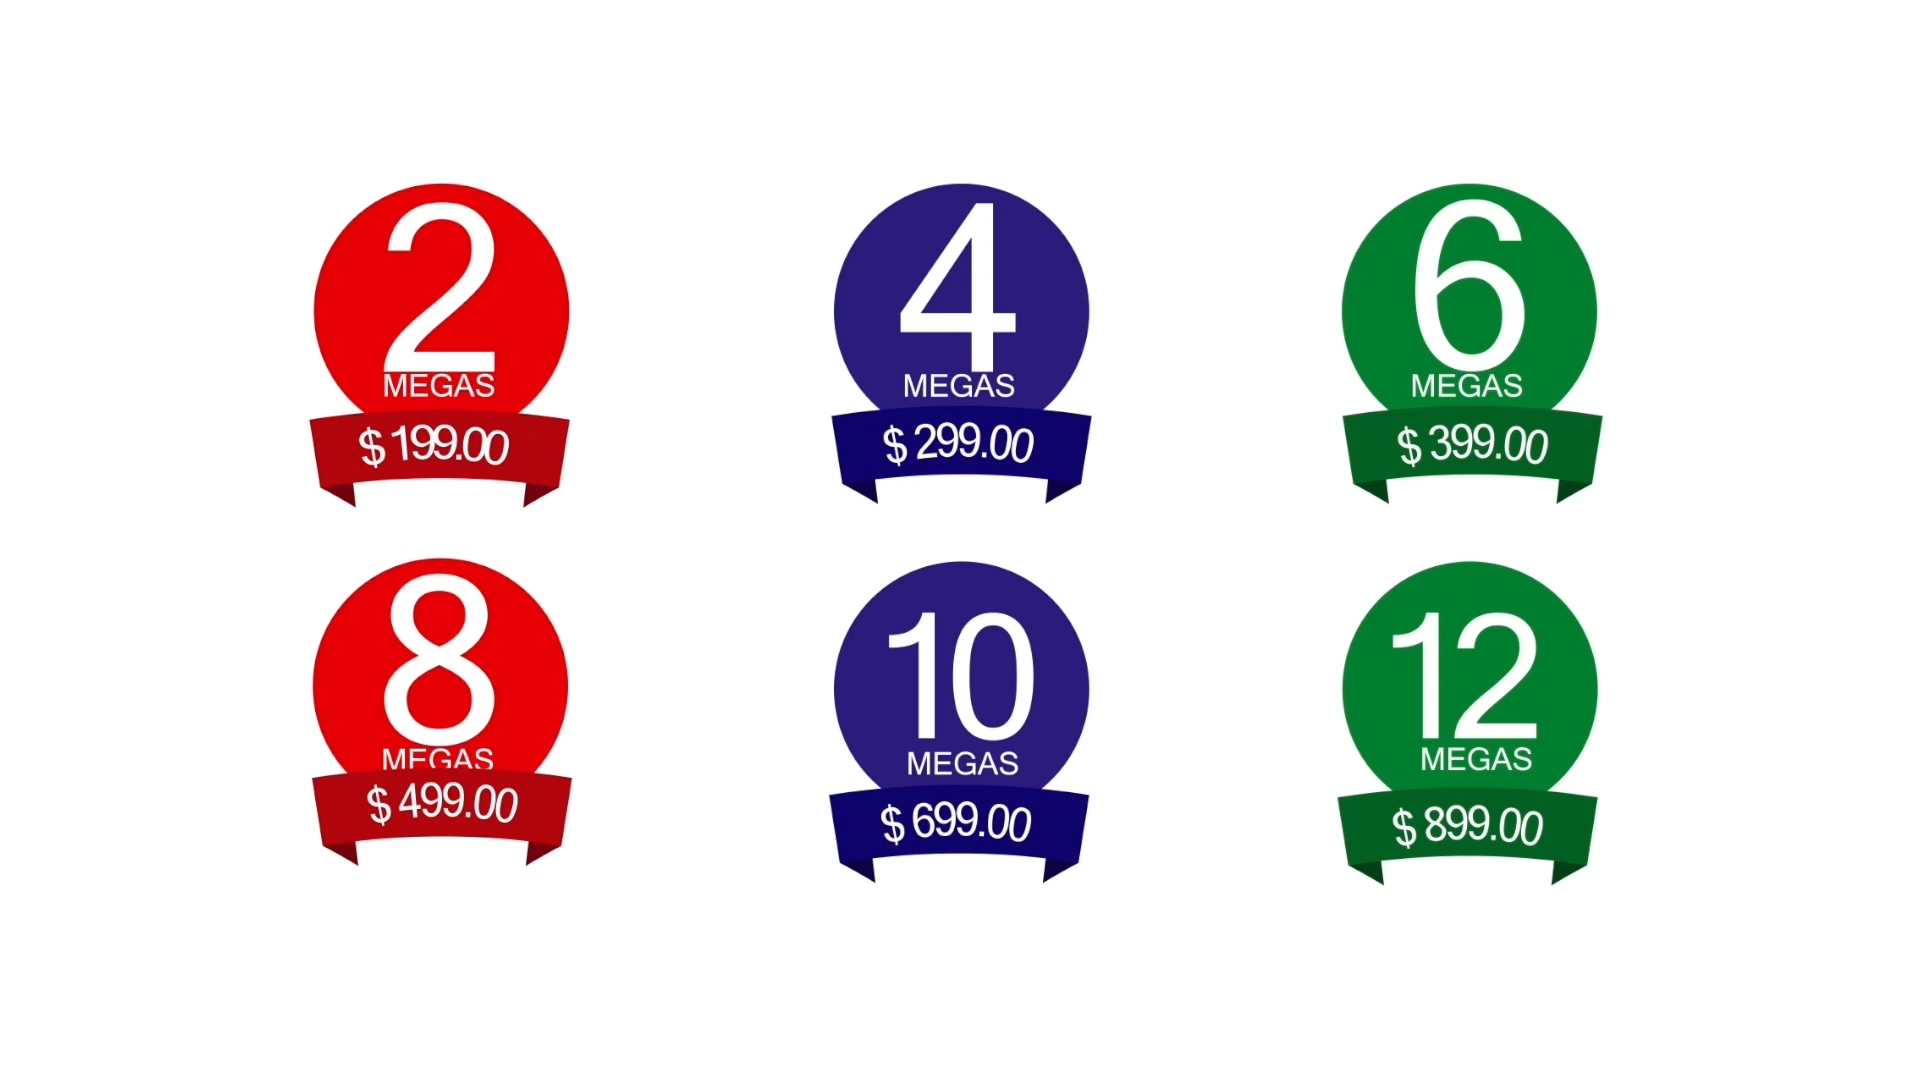 2
MEGAS
$ 199.00
4
MEGAS
$ 299.00
6
MEGAS
$ 399.00
8
MEGAS
$ 499.00
10
MEGAS
$ 699.00
12
MEGAS
$ 899.00